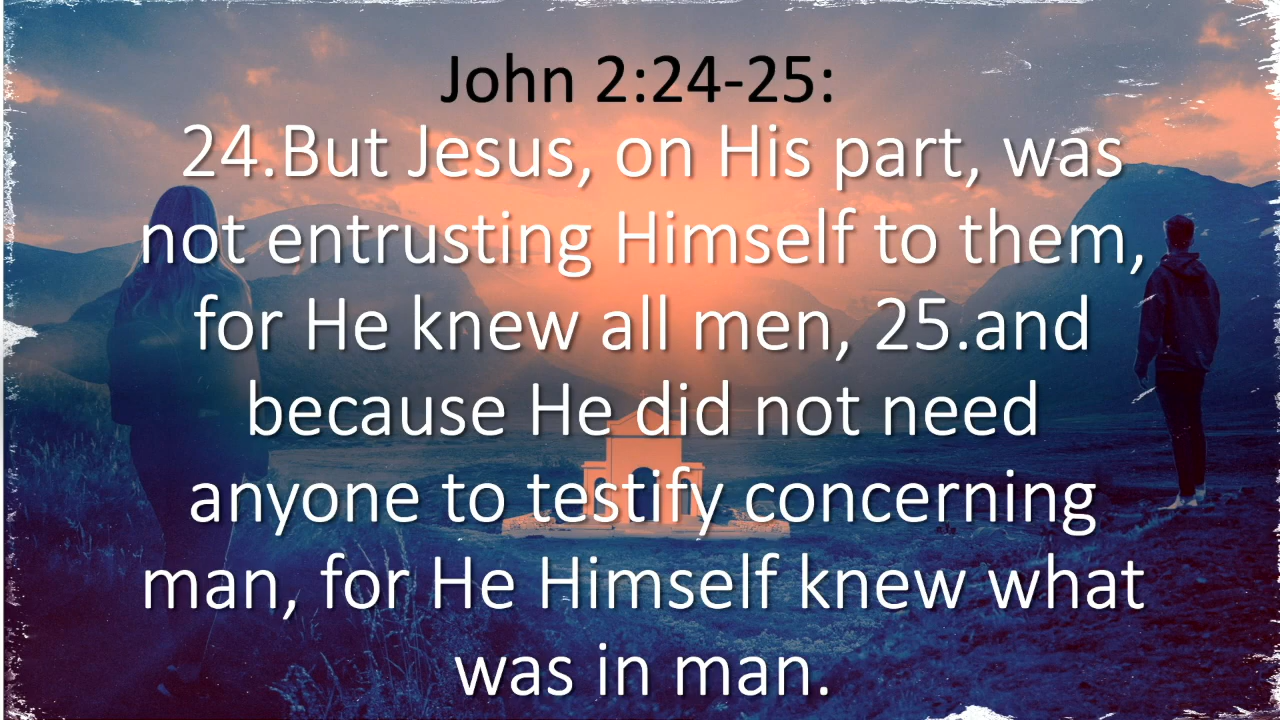 John 2:24-25:
24.But Jesus, on His part, was
not entrusting Himself to them,
for He knew all men, 25.and
because He did not need
anyone to testify concerning
man, for He Himself knew what
was in man.